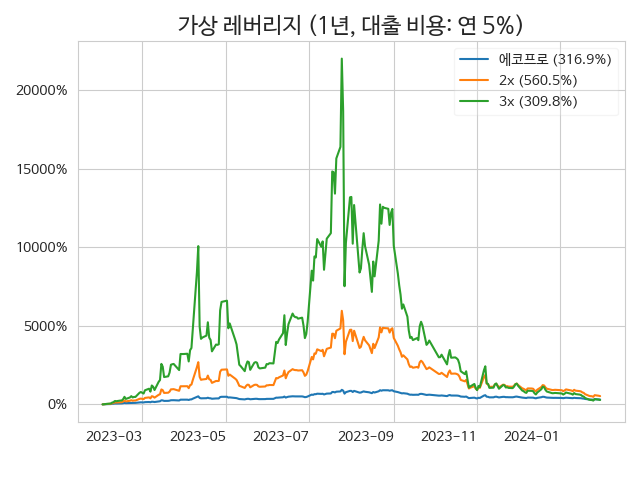 가상 레버리지 (1년, 대출 비용: 연 5%)
에코프로 (316.9%)
2x (560.5%)
3x (309.8%)
20000%
15000%
10000%
5000%
0%
2023-03 2023-05 2023-07 2023-09 2023-11 2024-01